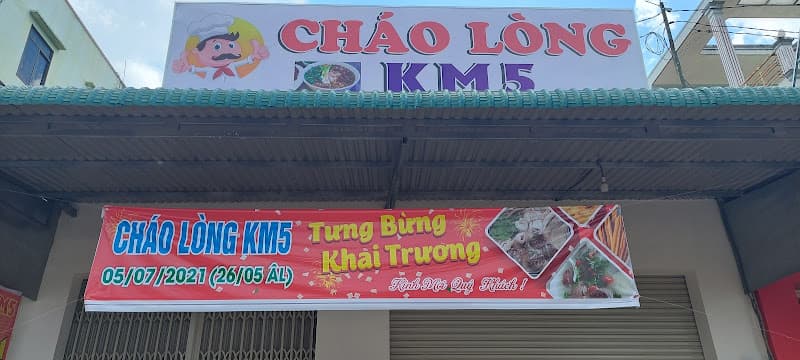 CHÁO LÒNG
KM5
CHÁO LÒNG KM5
05/07/2021 (26/05 ÂL)
Tưng Bừng
Khai Trương
Kính Mời Quý Khách !